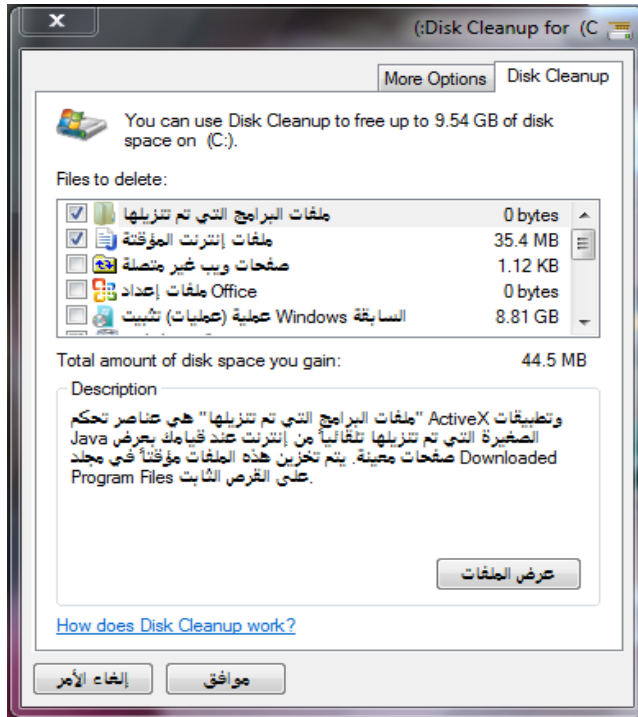 (:Disk Cleanup for (C
More Options
Disk Cleanup
You can use Disk Cleanup to free up to 9.54 GB of disk
space on (C:).
Files to delete:
ملفات البرامج التي تم تنزيلها 0 bytes
ملفات إنترنت المؤقتة 35.4 MB
صفحات ويب غير متصلة 1.12 KB
ملفات إعداد Office 0 bytes
السابقة Windows عملية (عمليات) تثبيت 8.81 GB
Total amount of disk space you gain: 44.5 MB
Description
وتطبيقات ActiveX "ملفات البرامج التي تم تنزيلها" هي عناصر تحكم
الصغيرة التي تم تنزيلها تلقائياً من إنترنت عند قيامك بعرض Java
Downloaded صفحات معينة. يتم تخزين هذه الملفات مؤقتاً في مجلد
Program Files على القرص الثابت.
عرض الملفات
How does Disk Cleanup work?
إلغاء الأمر
موافق